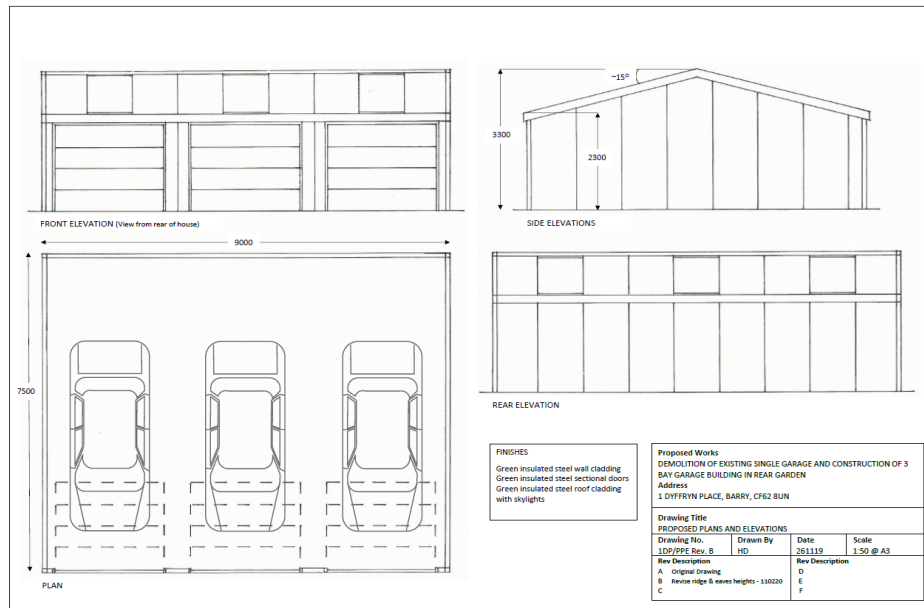 ~15°
3300
2300
FRONT ELEVATION (View from rear of house)
SIDE ELEVATIONS
9000
7500
REAR ELEVATION
PLAN
FINISHES
Green insulated steel wall cladding
Green insulated steel sectional doors
Green insulated steel roof cladding
with skylights
Proposed Works
DEMOLITION OF EXISTING SINGLE GARAGE AND CONSTRUCTION OF 3
BAY GARAGE BUILDING IN REAR GARDEN
Address
1 DYFFRYN PLACE, BARRY, CF62 8UN
Drawing Title
PROPOSED PLANS AND ELEVATIONS
Drawing No. Drawn By Date Scale
1DP/PPE Rev. B HD 261119 1:50 @ A3
Rev Description Rev Description
A Original Drawing D
B Revise ridge & eaves heights - 110220 E
C F